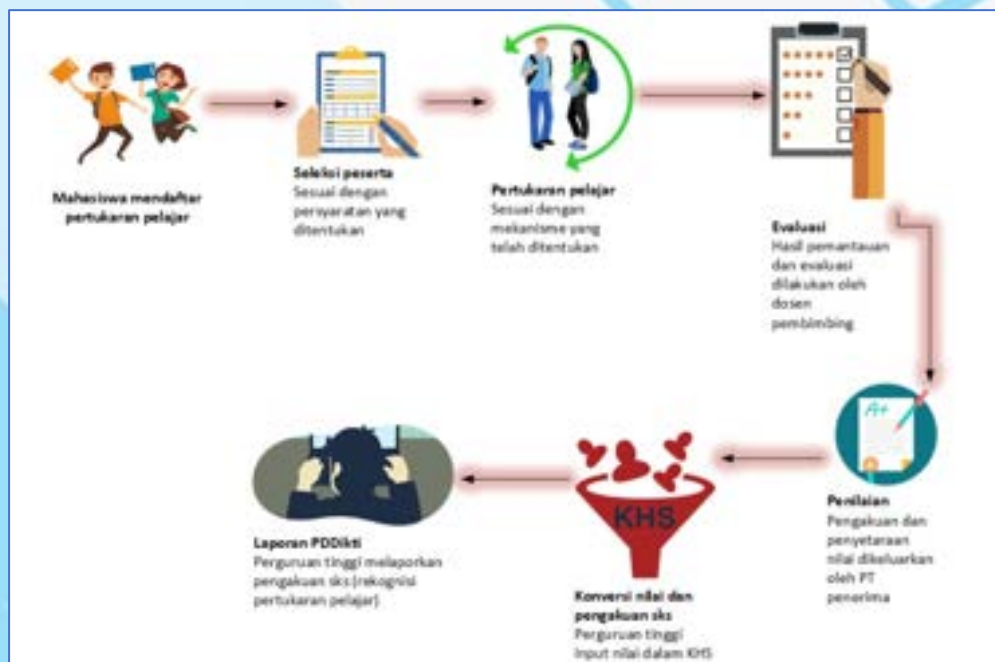 Mahasiswa mendaftar
pertukaran pelajar
Seleksi peserta
Sesuai dengan
persyaratan yang
ditentukan
Pertukaran pelajar
Sesuai dengan
mekanisme yang
telah ditentukan
Evaluasi
Hasil pemantauan
dan evaluasi
dilakukan oleh
dosen
pembimbing
A+
Penilaian
Pengakuan dan
penyetaraan
nilai dikeluarkan
oleh PT
penerima
KHS
Konversi nilai dan
pengakuan sks
Perguruan tinggi
input nilai dalam KHS
Laporan PDDikti
Perguruan tinggi melaporkan
pengakuan sks (rekognisi
pertukaran pelajar)